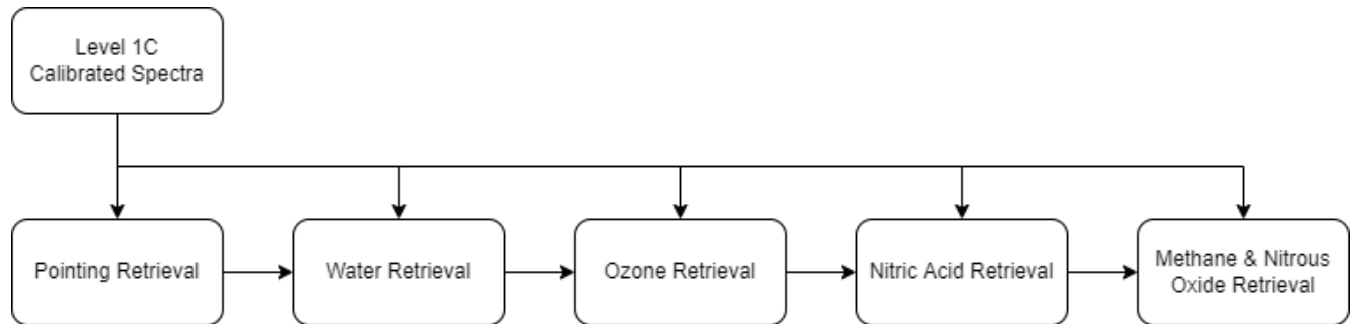 Level 1C
Calibrated Spectra
Pointing Retrieval
Water Retrieval
Ozone Retrieval
Nitric Acid Retrieval
Methane & Nitrous
Oxide Retrieval